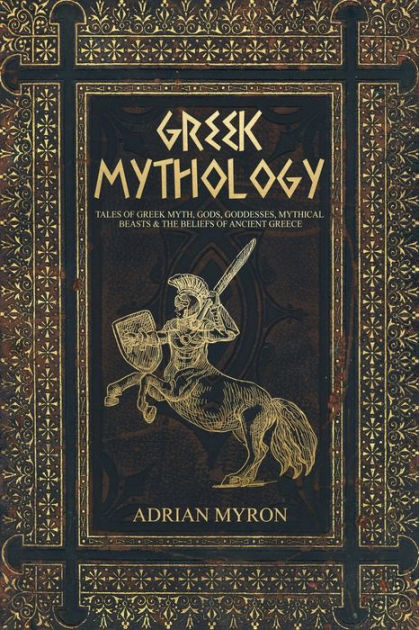 GREEK
MYTHOLOGY
TALES OF GREEK MYTH, GODS, GODDESSES, MYTHICAL
BEASTS & THE BELIEFS OF ANCIENT GREECE
ADRIAN MYRON